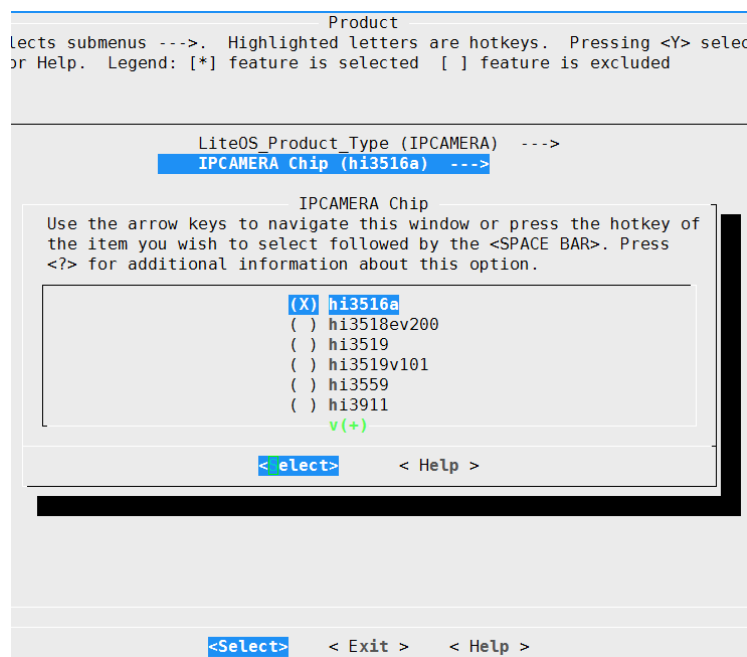 Product
lects submenus --->.  Highlighted letters are hotkeys.  Pressing <Y> selec
or Help.  Legend: [*] feature is selected  [ ] feature is excluded
LiteOS_Product_Type (IPCAMERA)  --->
IPCAMERA Chip (hi3516a)  --->
IPCAMERA Chip
Use the arrow keys to navigate this window or press the hotkey of
the item you wish to select followed by the <SPACE BAR>. Press
<?> for additional information about this option.
(X) hi3516a
( ) hi3518ev200
( ) hi3519
( ) hi3519v101
( ) hi3559
( ) hi3911
v(+)
<Select>      < Help >
<Select>    < Exit >    < Help >